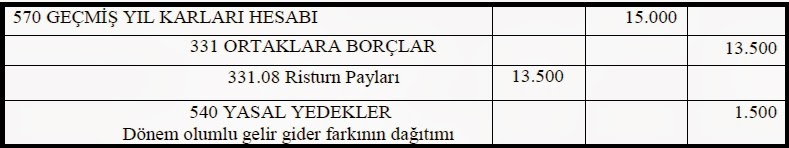 570 GEÇMİŞ YIL KARLARI HESABI 15.000
331 ORTAKLARA BORÇLAR 13.500
331.08 Risturn Payları 13.500
540 YASAL YEDEKLER 1.500
Dönem olumlu gelir gider farkının dağıtımı